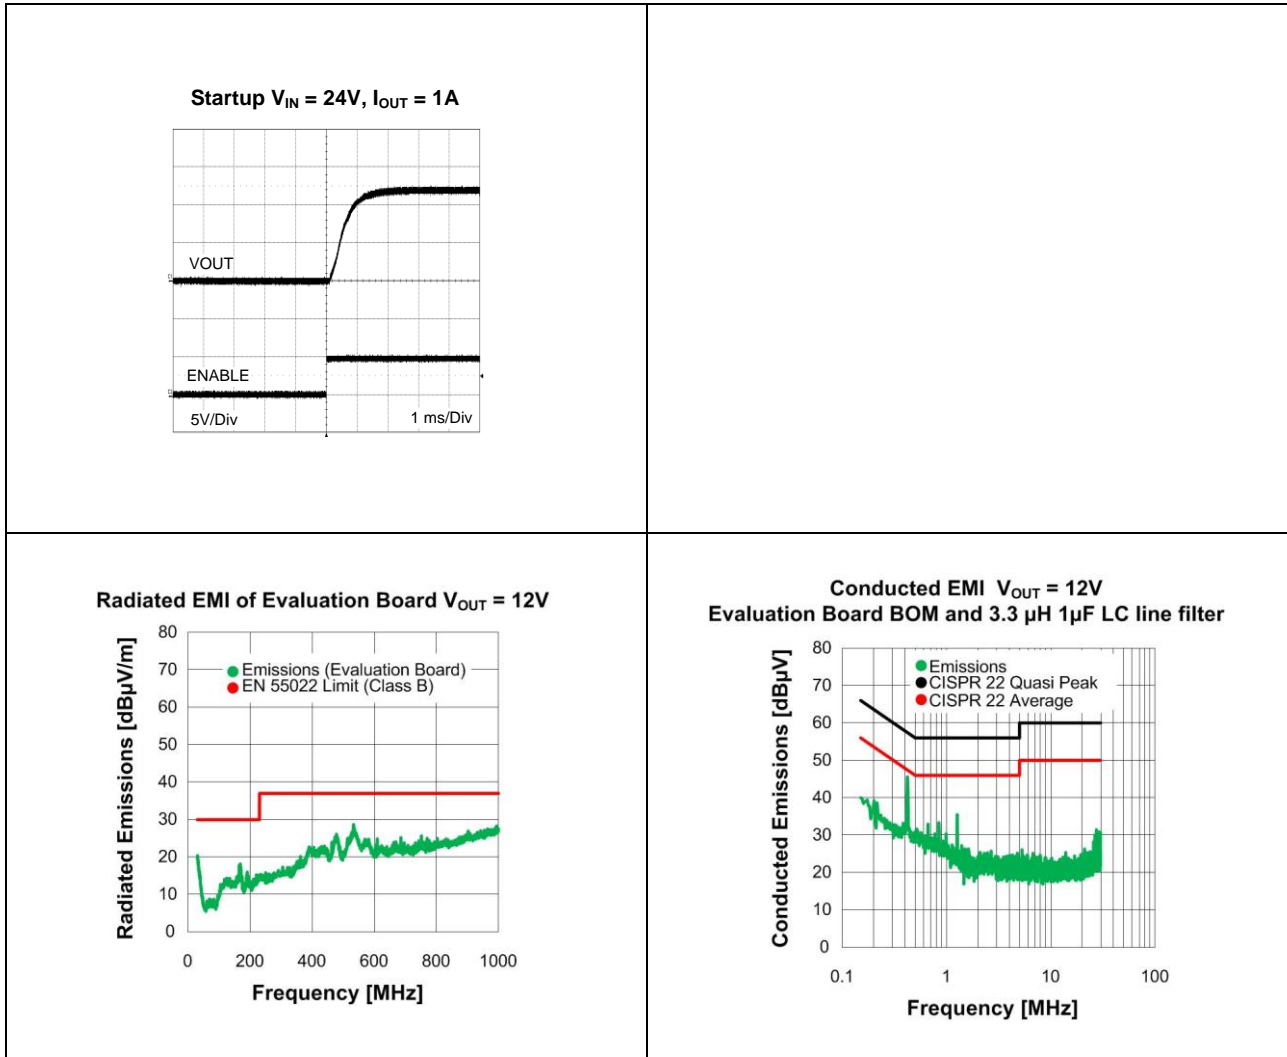 Startup VIN = 24V, IOUT = 1A
VOUT
ENABLE
5V/Div
1 ms/Div
Radiated EMI of Evaluation Board VOUT = 12V
Radiated Emissions [dBµV/m]
80
70
60
50
40
30
20
10
0
Emissions (Evaluation Board)
EN 55022 Limit (Class B)
0 200 400 600 800 1000
Frequency [MHz]
Conducted EMI VOUT = 12V
Evaluation Board BOM and 3.3 µH 1µF LC line filter
Conducted Emissions [dBµV]
80
70
60
50
40
30
20
10
0
Emissions
CISPR 22 Quasi Peak
CISPR 22 Average
0.1 1 10 100
Frequency [MHz]